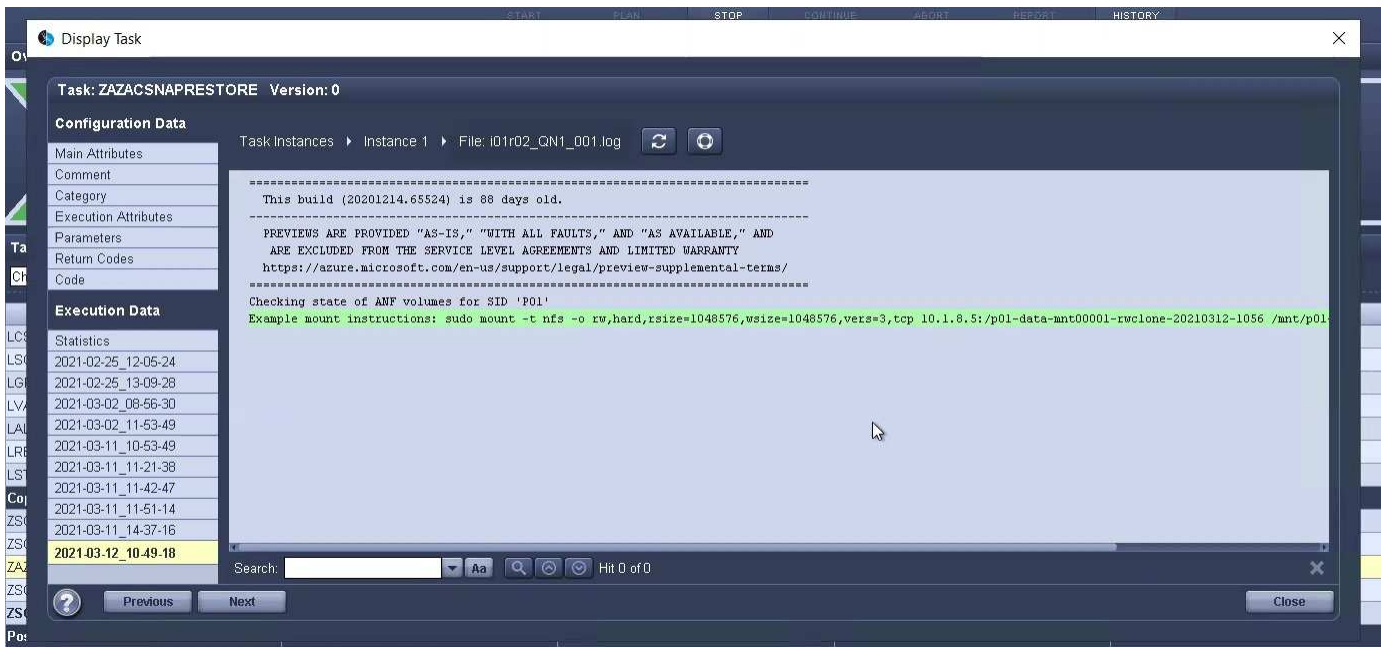 START PLAN STOP CONTINUE ABORT REPORT HISTORY
Display Task
Task: ZAZACSNAPRESTORE Version: 0
Configuration Data
Main Attributes
Comment
Category
Execution Attributes
Parameters
Return Codes
Code
Execution Data
Statistics
2021-02-25_12-05-24
2021-02-25_13-09-28
2021-03-02_08-56-30
2021-03-02_11-53-49
2021-03-11_10-53-49
2021-03-11_11-21-38
2021-03-11_11-42-47
2021-03-11_11-51-14
2021-03-11_14-37-16
2021-03-12_10-49-18
Task Instances Instance 1 File: i01r02_QN1_001.log
================================================================================
This build (20201214.65524) is 88 days old.
--------------------------------------------------------------------------------
PREVIEWS ARE PROVIDED "AS-IS," "WITH ALL FAULTS," AND "AS AVAILABLE," AND
ARE EXCLUDED FROM THE SERVICE LEVEL AGREEMENTS AND LIMITED WARRANTY
https://azure.microsoft.com/en-us/support/legal/preview-supplemental-terms/
================================================================================
Checking state of ANF volumes for SID 'P01'
Example mount instructions: sudo mount -t nfs -o rw,hard,rsize=1048576,wsize=1048576,vers=3,tcp 10.1.8.5:/p01-data-mnt00001-rwclone-20210312-1056 /mnt/p01-
Search: Aa Hit 0 of 0
? Previous Next Close